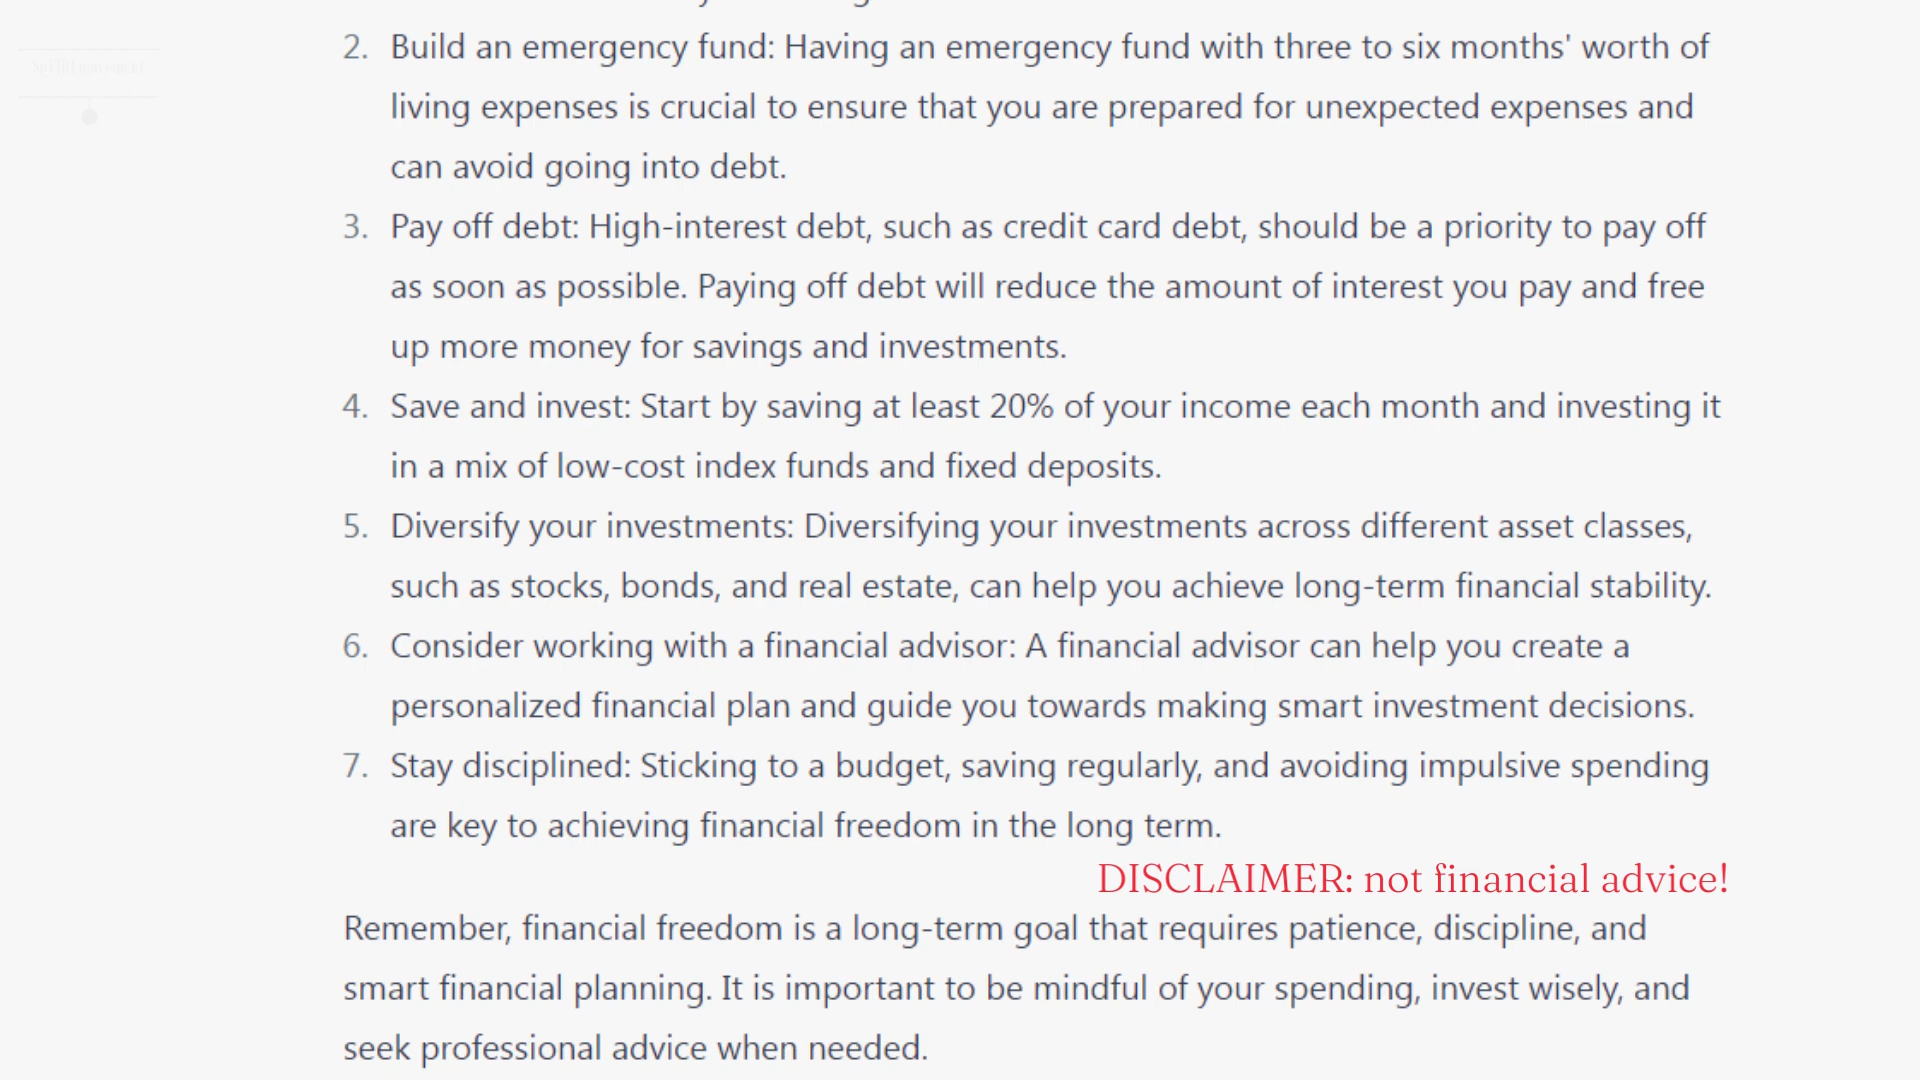 2. Build an emergency fund: Having an emergency fund with three to six months' worth of
living expenses is crucial to ensure that you are prepared for unexpected expenses and
can avoid going into debt.
3. Pay off debt: High-interest debt, such as credit card debt, should be a priority to pay off
as soon as possible. Paying off debt will reduce the amount of interest you pay and free
up more money for savings and investments.
4. Save and invest: Start by saving at least 20% of your income each month and investing it
in a mix of low-cost index funds and fixed deposits.
5. Diversify your investments: Diversifying your investments across different asset classes,
such as stocks, bonds, and real estate, can help you achieve long-term financial stability.
6. Consider working with a financial advisor: A financial advisor can help you create a
personalized financial plan and guide you towards making smart investment decisions.
7. Stay disciplined: Sticking to a budget, saving regularly, and avoiding impulsive spending
are key to achieving financial freedom in the long term.
DISCLAIMER: not financial advice!
Remember, financial freedom is a long-term goal that requires patience, discipline, and
smart financial planning. It is important to be mindful of your spending, invest wisely, and
seek professional advice when needed.